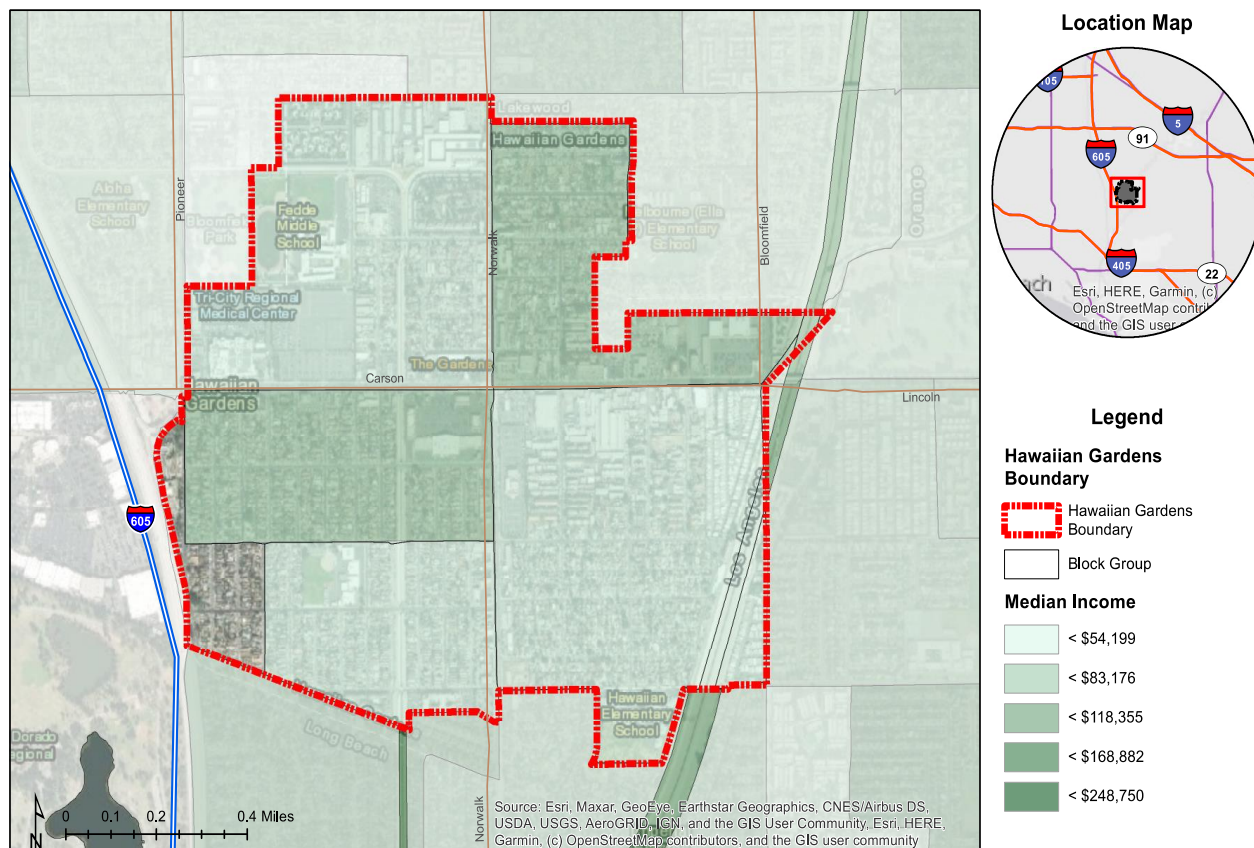 Lakewood
Hawaiian Gardens
Aloha
Elementary
School
Pioneer
Bloomfield
Park
Fedde
Middle
School
Norwalk
Elementary
School
Bloomfield
Orange
Tri-City Regional
Medical Center
The Gardens
Carson
Hawaiian
Gardens
Lincoln
605
Los Angeles
Hawaiian
Elementary
School
Long Beach
Dorado
Regional
N
0 0.1 0.2 0.4 Miles
Norwalk
Source: Esri, Maxar, GeoEye, Earthstar Geographics, CNES/Airbus DS,
USDA, USGS, AeroGRID, IGN, and the GIS User Community, Esri, HERE,
Garmin, (c) OpenStreetMap contributors, and the GIS user community
Location Map
105
5
91
605
405
22
ach
Esri, HERE, Garmin, (c)
OpenStreetMap contrib
and the GIS user
Legend
Hawaiian Gardens
Boundary
Hawaiian Gardens
Boundary
Block Group
Median Income
< $54,199
< $83,176
< $118,355
< $168,882
< $248,750